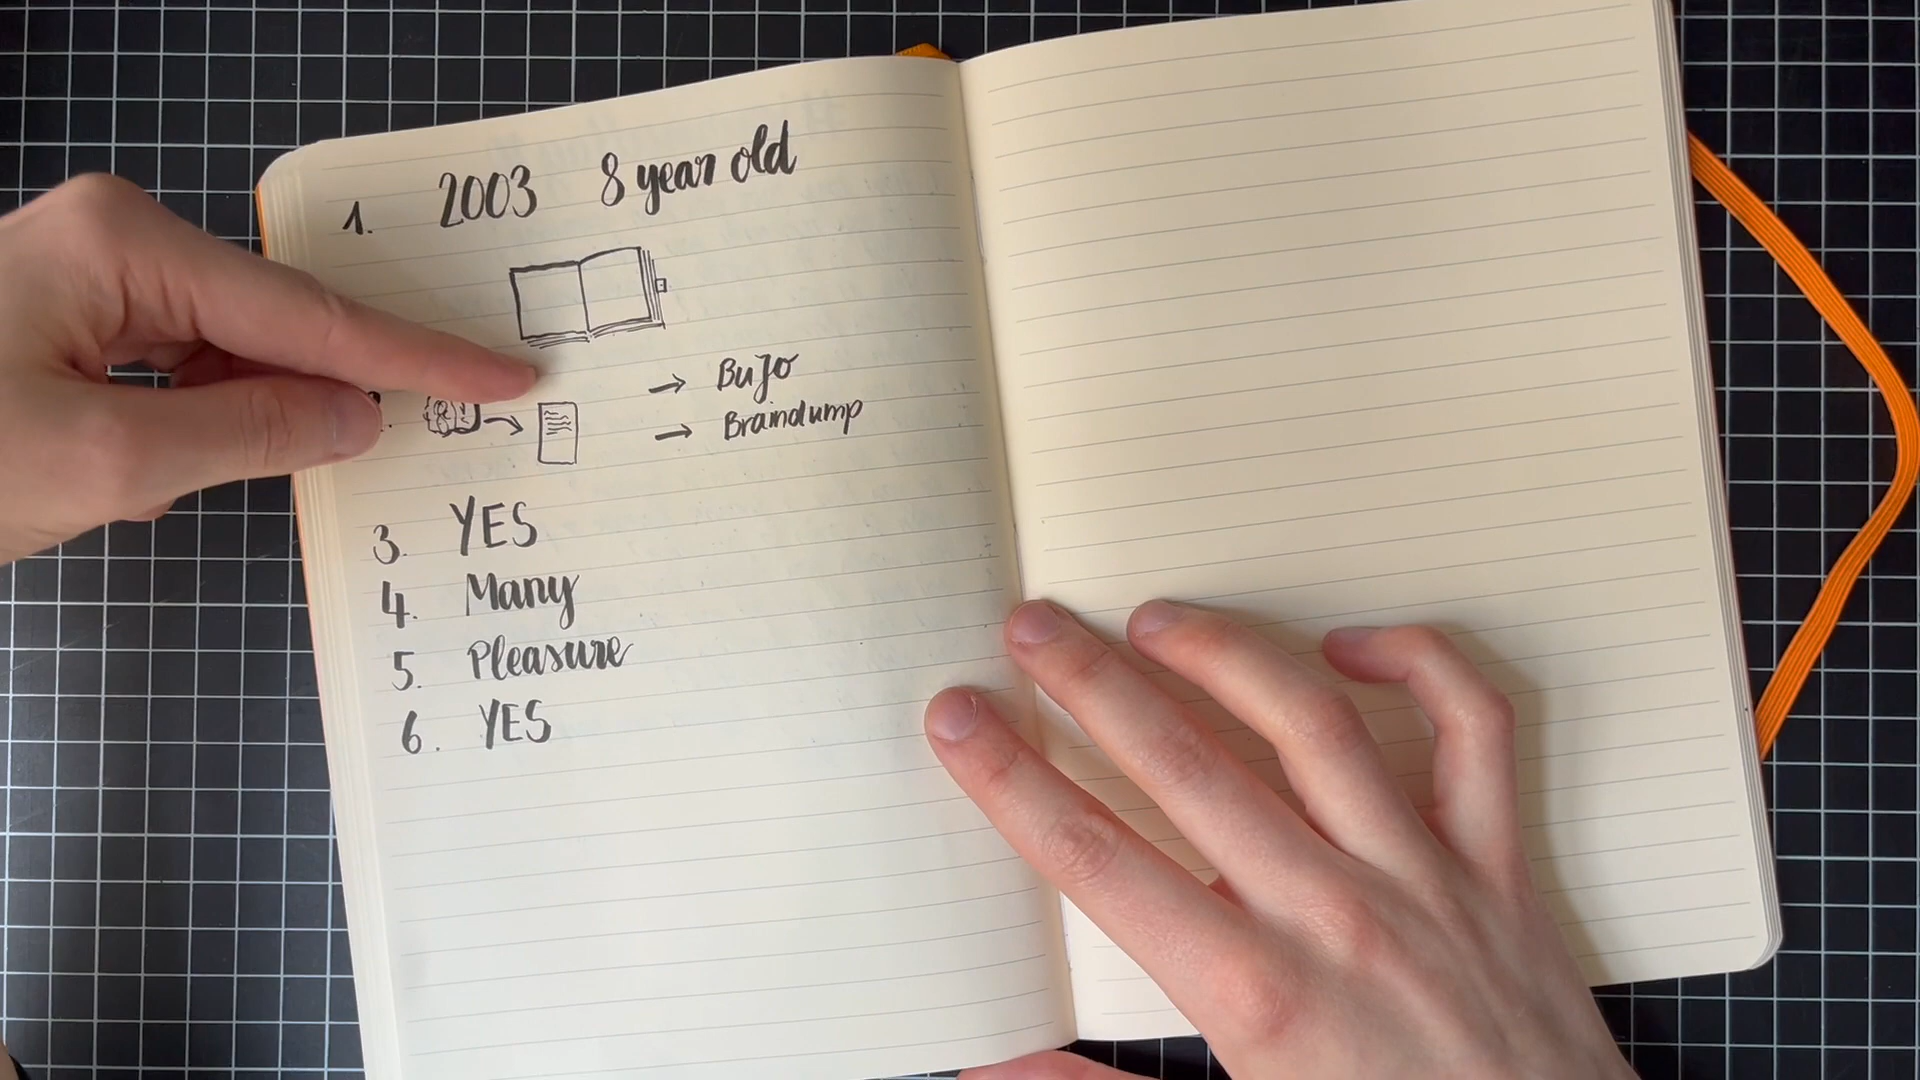 1. 2003 8 year old
→ BuJo
→ Braindump
3. YES
4. Many
5. Pleasure
6. YES